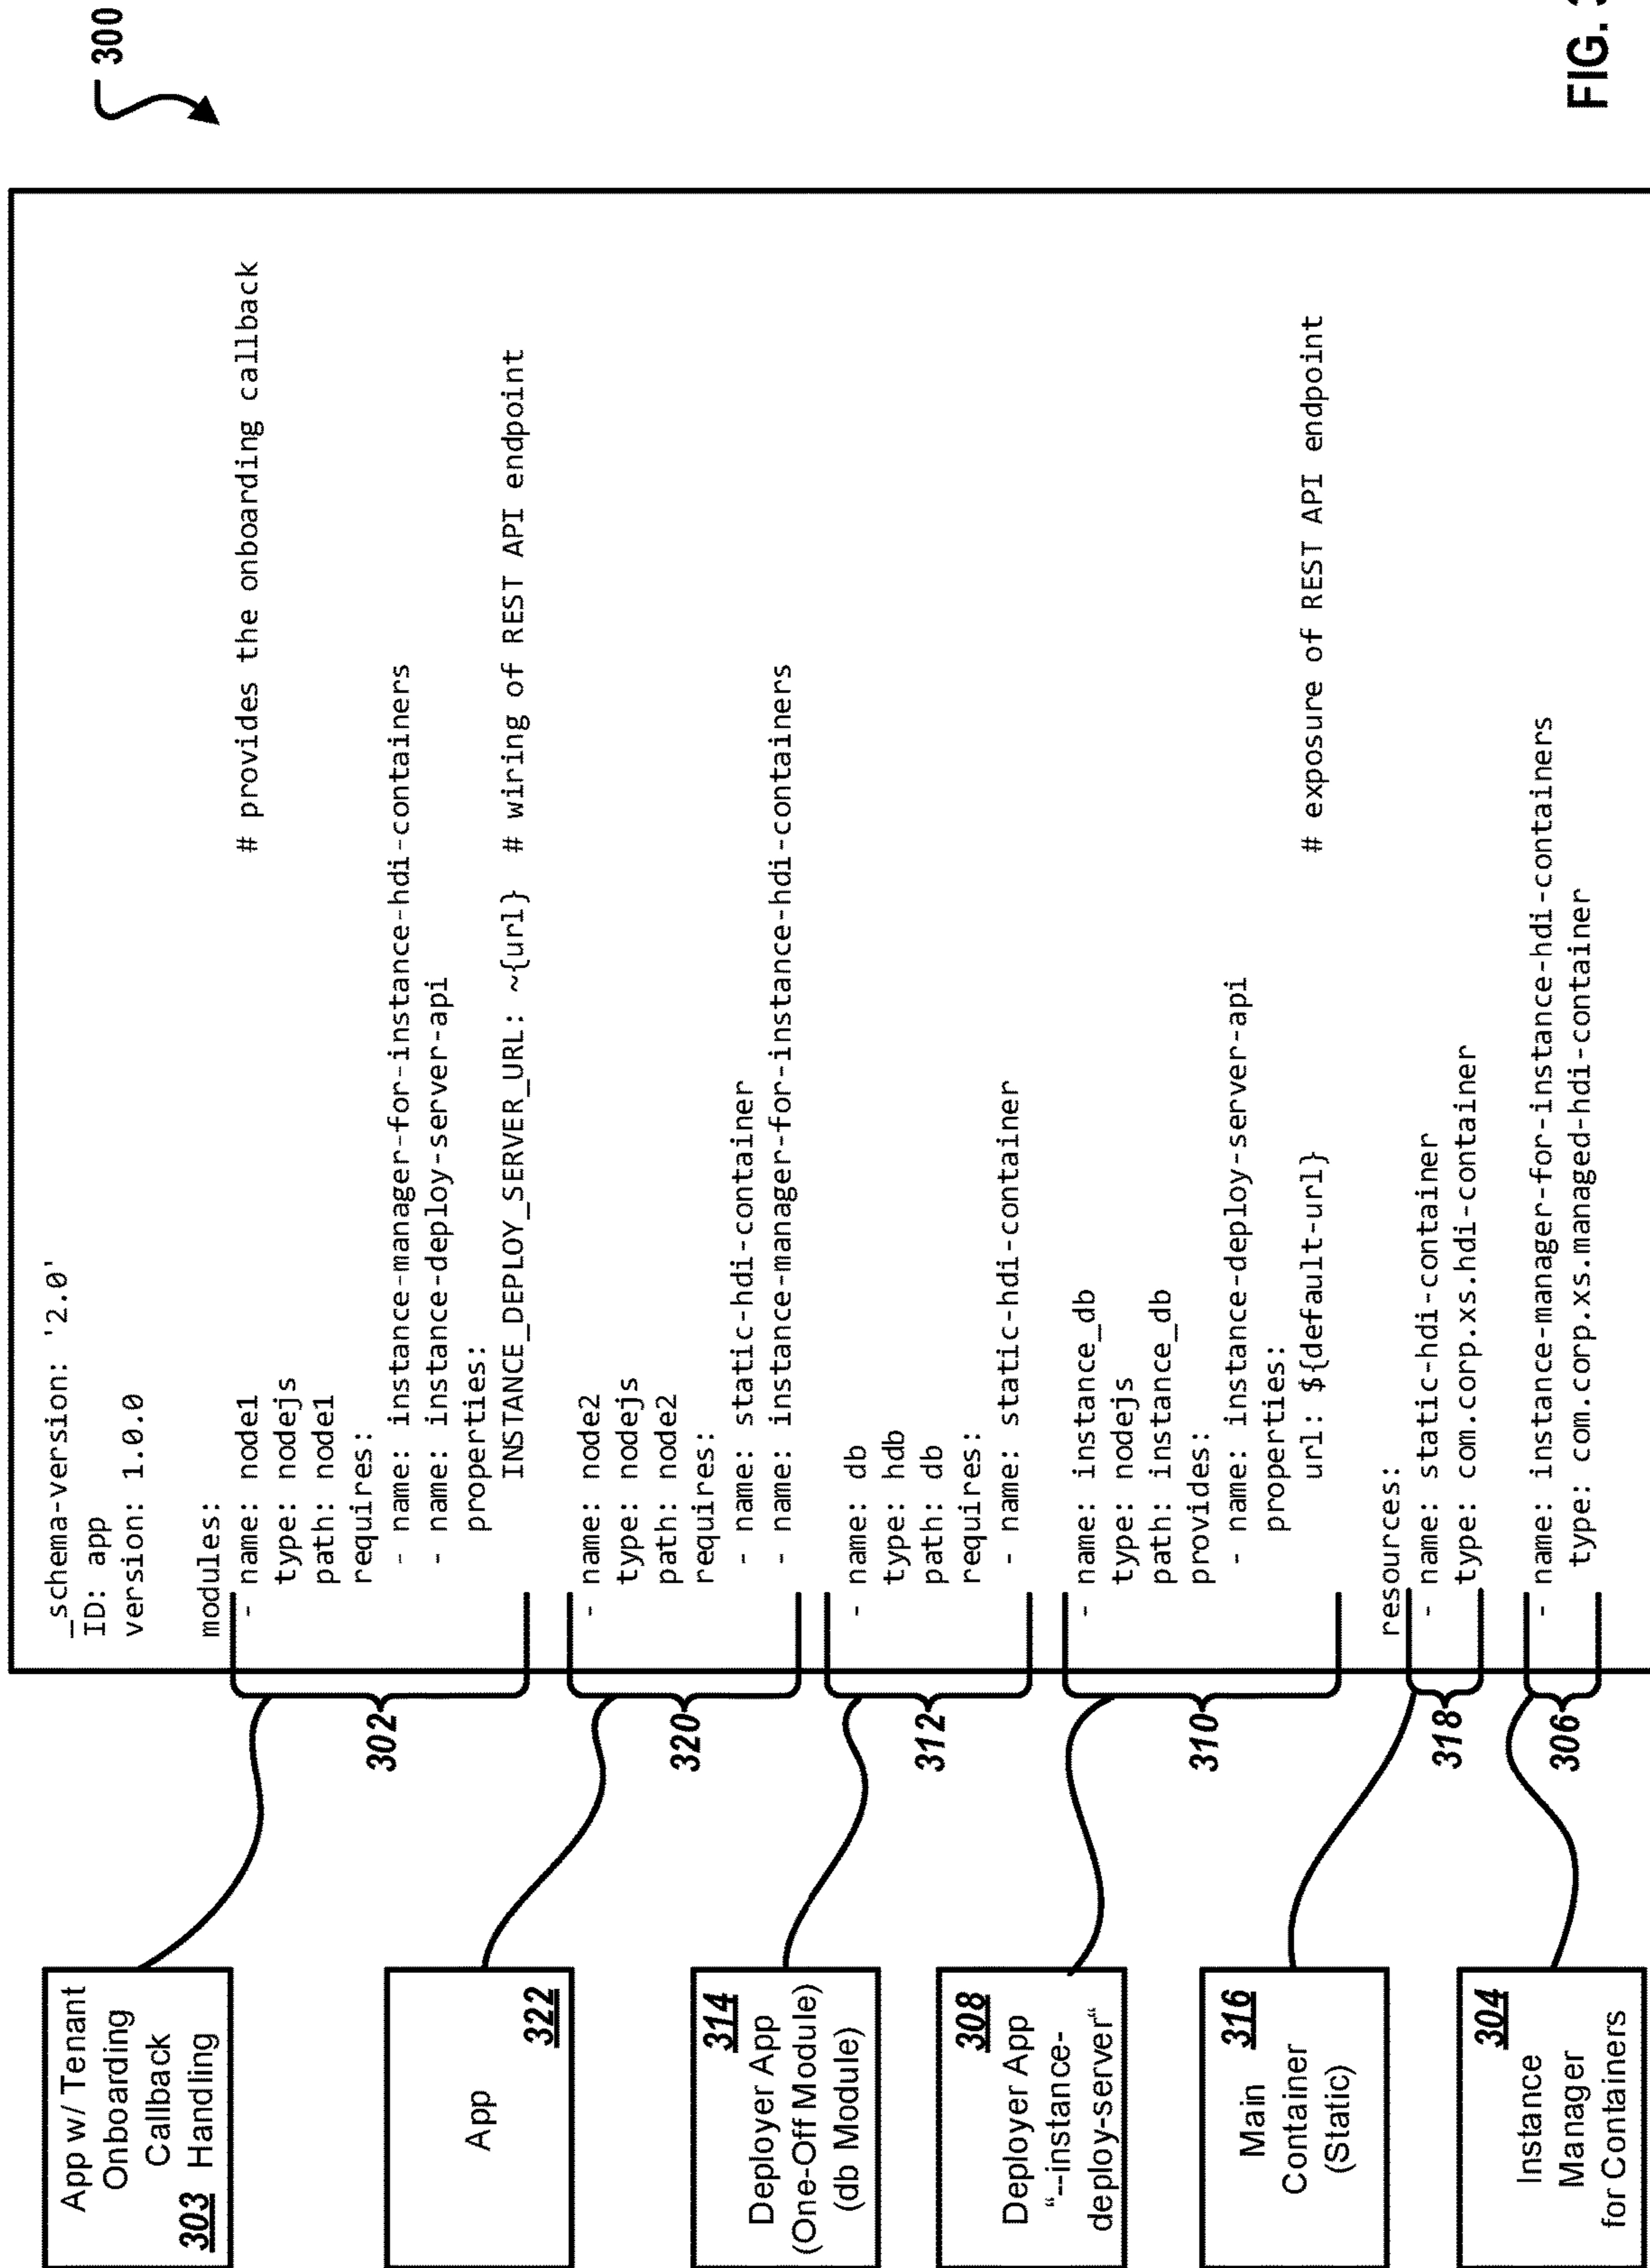 300
_schema-version: '2.0'
ID: app
version: 1.0.0
modules:
- name: node1 # provides the onboarding callback
type: nodejs
path: node1
requires:
- name: instance-manager-for-instance-hdi-containers
- name: instance-deploy-server-api
properties:
INSTANCE_DEPLOY_SERVER_URL: ~{url} # wiring of REST API endpoint
- name: node2
type: nodejs
path: node2
requires:
- name: static-hdi-container
- name: instance-manager-for-instance-hdi-containers
- name: db
type: hdb
path: db
requires:
- name: static-hdi-container
- name: instance_db
type: nodejs
path: instance_db
provides:
- name: instance-deploy-server-api
properties:
url: ${default-url} # exposure of REST API endpoint
resources:
- name: static-hdi-container
type: com.corp.xs.hdi-container
- name: instance-manager-for-instance-hdi-containers
type: com.corp.xs.managed-hdi-container
302
320
312
310
318
306
App w/ Tenant
Onboarding
Callback
303 Handling
App
322
314
Deployer App
(One-Off Module)
(db Module)
308
Deployer App
“--instance-
deploy-server“
316
Main
Container
(Static)
304
Instance
Manager
for Containers
FIG.